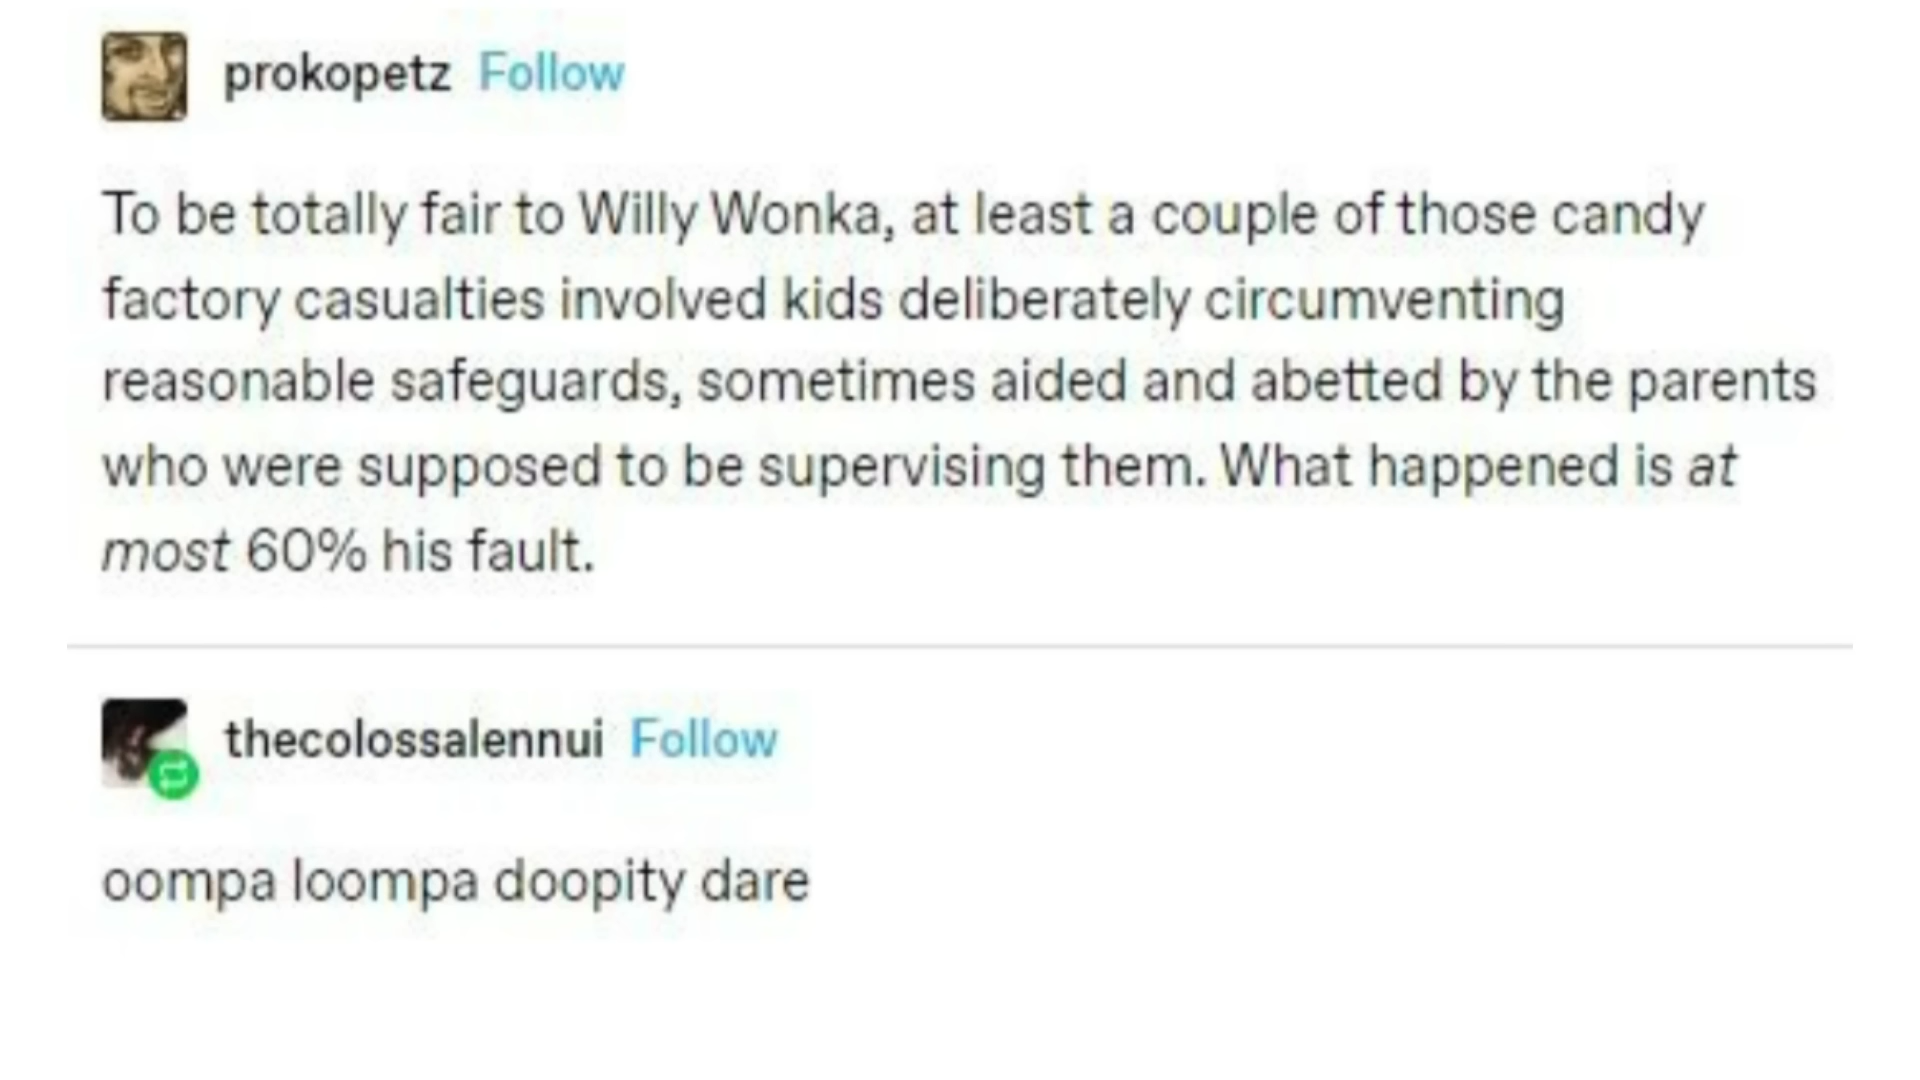 prokopetz Follow
To be totally fair to Willy Wonka, at least a couple of those candy
factory casualties involved kids deliberately circumventing
reasonable safeguards, sometimes aided and abetted by the parents
who were supposed to be supervising them. What happened is at
most 60% his fault.
thecolossalennui Follow
oompa loompa doopity dare